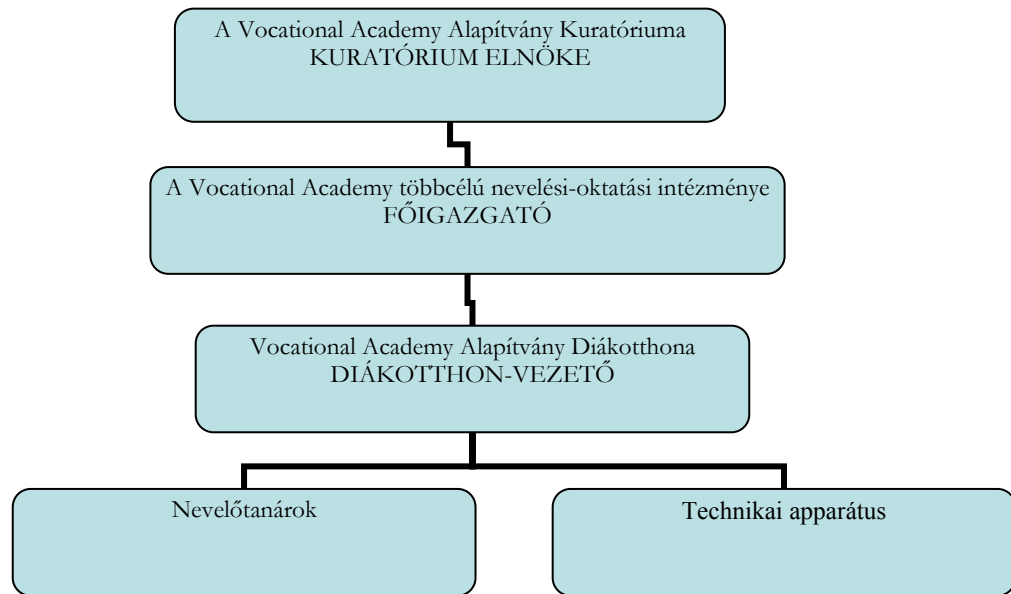 A Vocational Academy Alapítvány Kuratóriuma
KURATÓRIUM ELNÖKE
A Vocational Academy többcélú nevelési-oktatási intézménye
FŐIGAZGATÓ
Vocational Academy Alapítvány Diákotthona
DIÁKOTTHON-VEZETŐ
Nevelőtanárok
Technikai apparátus